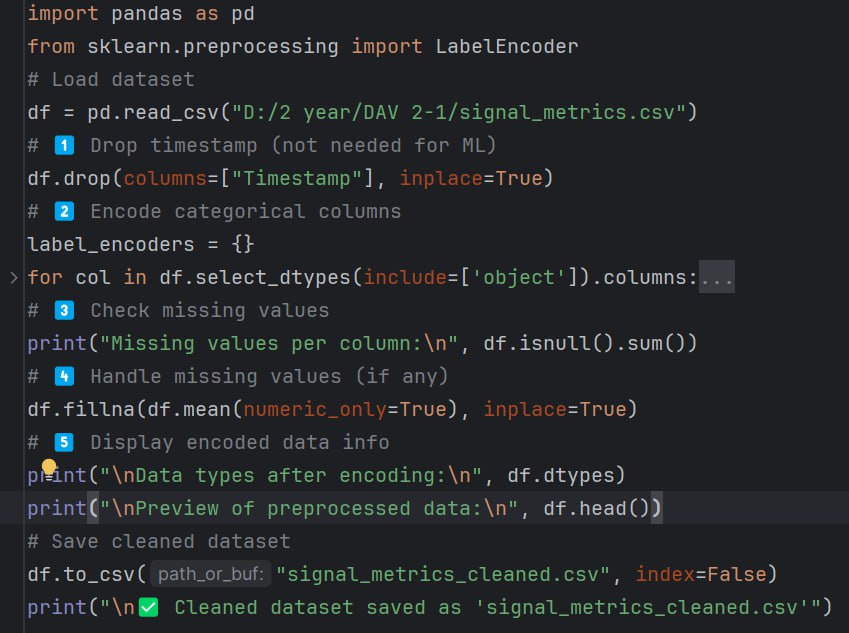 import pandas as pd
from sklearn.preprocessing import LabelEncoder
# Load dataset
df = pd.read_csv("D:/2 year/DAV 2-1/signal_metrics.csv")
# 1️⃣ Drop timestamp (not needed for ML)
df.drop(columns=["Timestamp"], inplace=True)
# 2️⃣ Encode categorical columns
label_encoders = {}
for col in df.select_dtypes(include=['object']).columns:...
# 3️⃣ Check missing values
print("Missing values per column:\n", df.isnull().sum())
# 4️⃣ Handle missing values (if any)
df.fillna(df.mean(numeric_only=True), inplace=True)
# 5️⃣ Display encoded data info
print("\nData types after encoding:\n", df.dtypes)
print("\nPreview of preprocessed data:\n", df.head())
# Save cleaned dataset
df.to_csv( path_or_buf: "signal_metrics_cleaned.csv", index=False)
print("\n✅ Cleaned dataset saved as 'signal_metrics_cleaned.csv'")